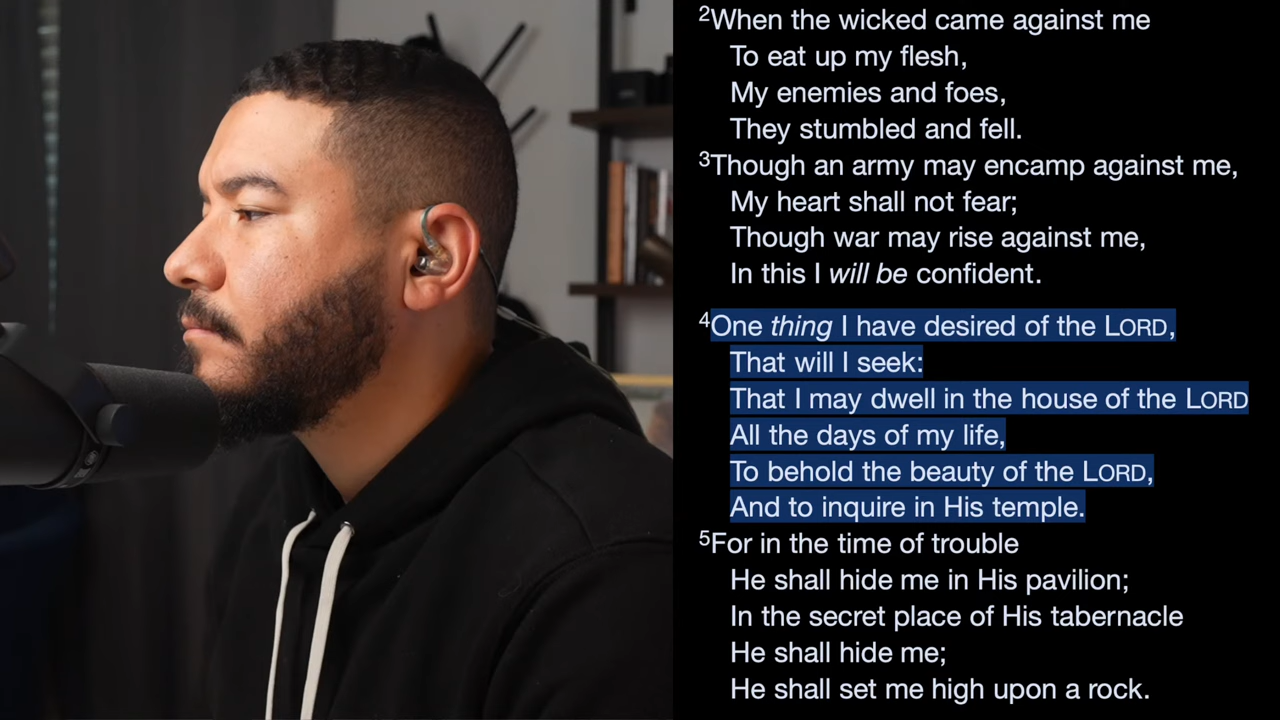 2When the wicked came against me
To eat up my flesh,
My enemies and foes,
They stumbled and fell.
3Though an army may encamp against me,
My heart shall not fear;
Though war may rise against me,
In this I will be confident.
4One thing I have desired of the LORD,
That will I seek:
That I may dwell in the house of the LORD
All the days of my life,
To behold the beauty of the LORD,
And to inquire in His temple.
5For in the time of trouble
He shall hide me in His pavilion;
In the secret place of His tabernacle
He shall hide me;
He shall set me high upon a rock.